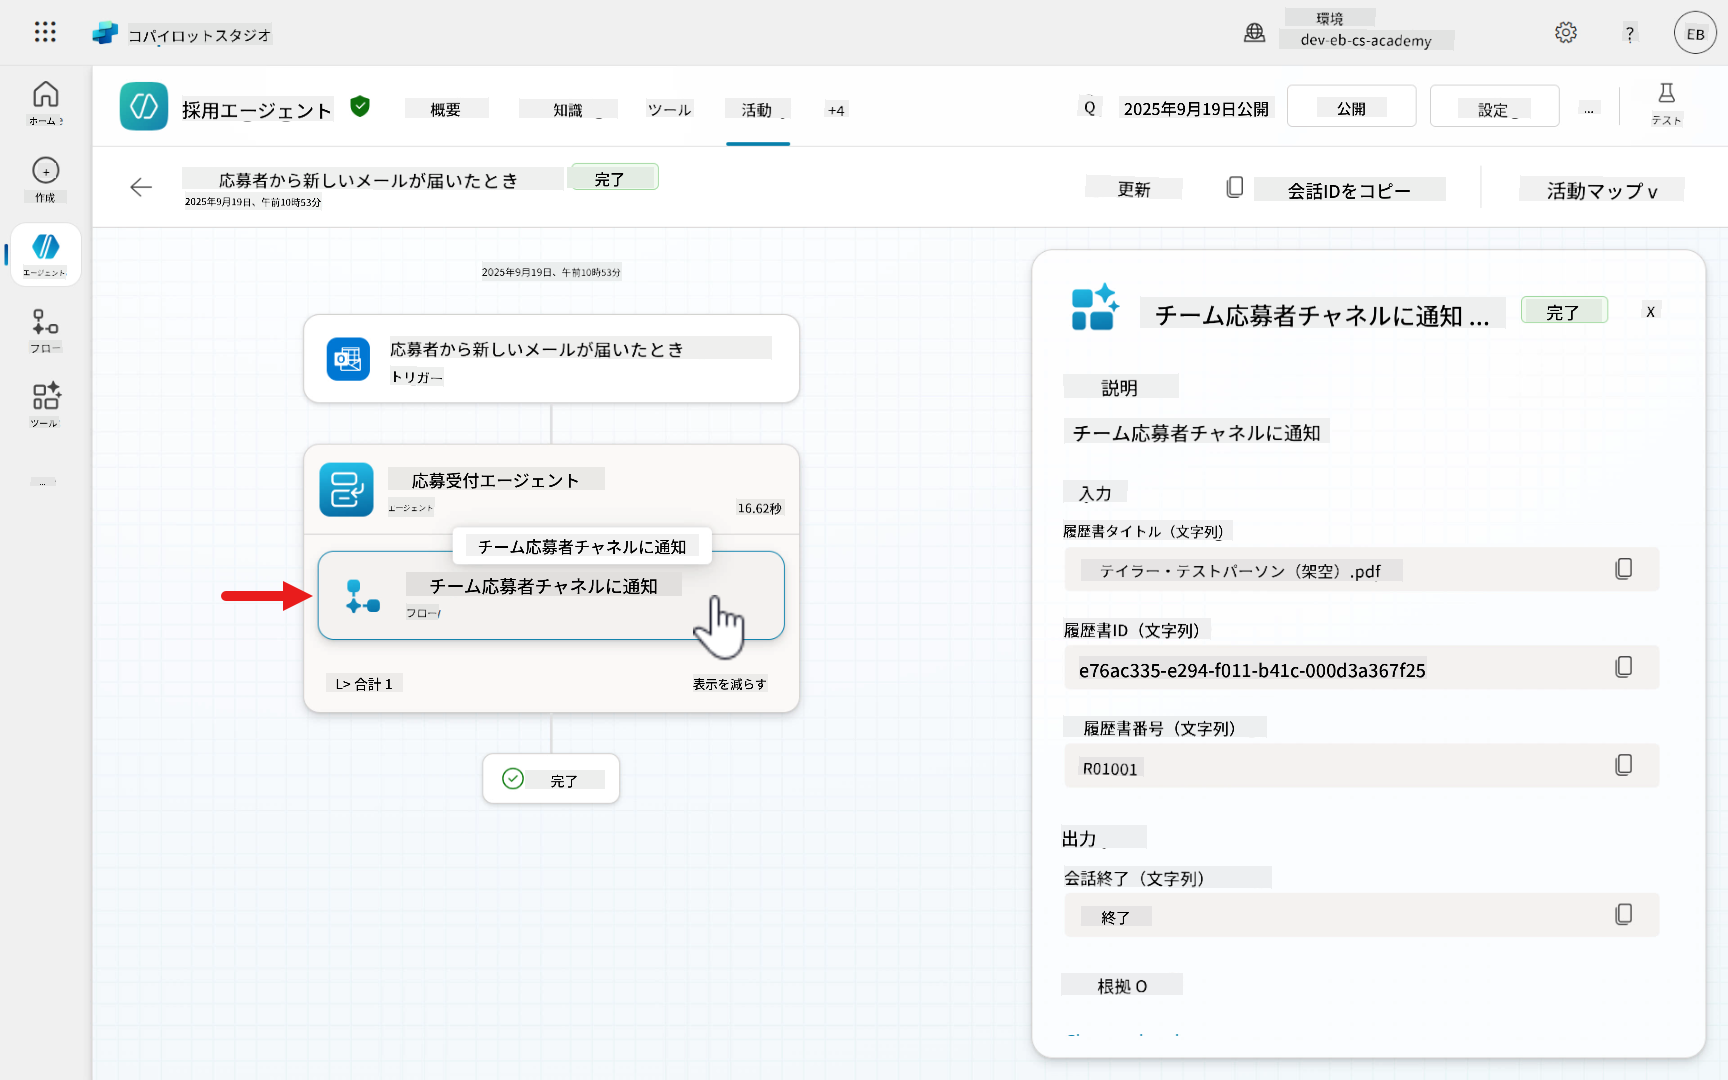 コパイロットスタジオ
環境
dev-eb-cs-academy
?
EB
ホーム
作成
エージェント
フロー
ツール
...
採用エージェント
概要
知識
ツール
活動
+4
Q
2025年9月19日公開
公開
設定
...
テスト
応募者から新しいメールが届いたとき
完了
2025年9月19日、午前10時53分
更新
会話IDをコピー
活動マップ v
2025年9月19日、午前10時53分
応募者から新しいメールが届いたとき
トリガー
応募受付エージェント
エージェント
16.62秒
チーム応募者チャネルに通知
チーム応募者チャネルに通知
フロー
L> 合計 1
表示を減らす
完了
チーム応募者チャネルに通知 ...
完了
X
説明
チーム応募者チャネルに通知
入力
履歴書タイトル（文字列）
テイラー・テストパーソン（架空）.pdf
履歴書ID（文字列）
e76ac335-e294-f011-b41c-000d3a367f25
履歴書番号（文字列）
R01001
出力
会話終了（文字列）
終了
根拠 O